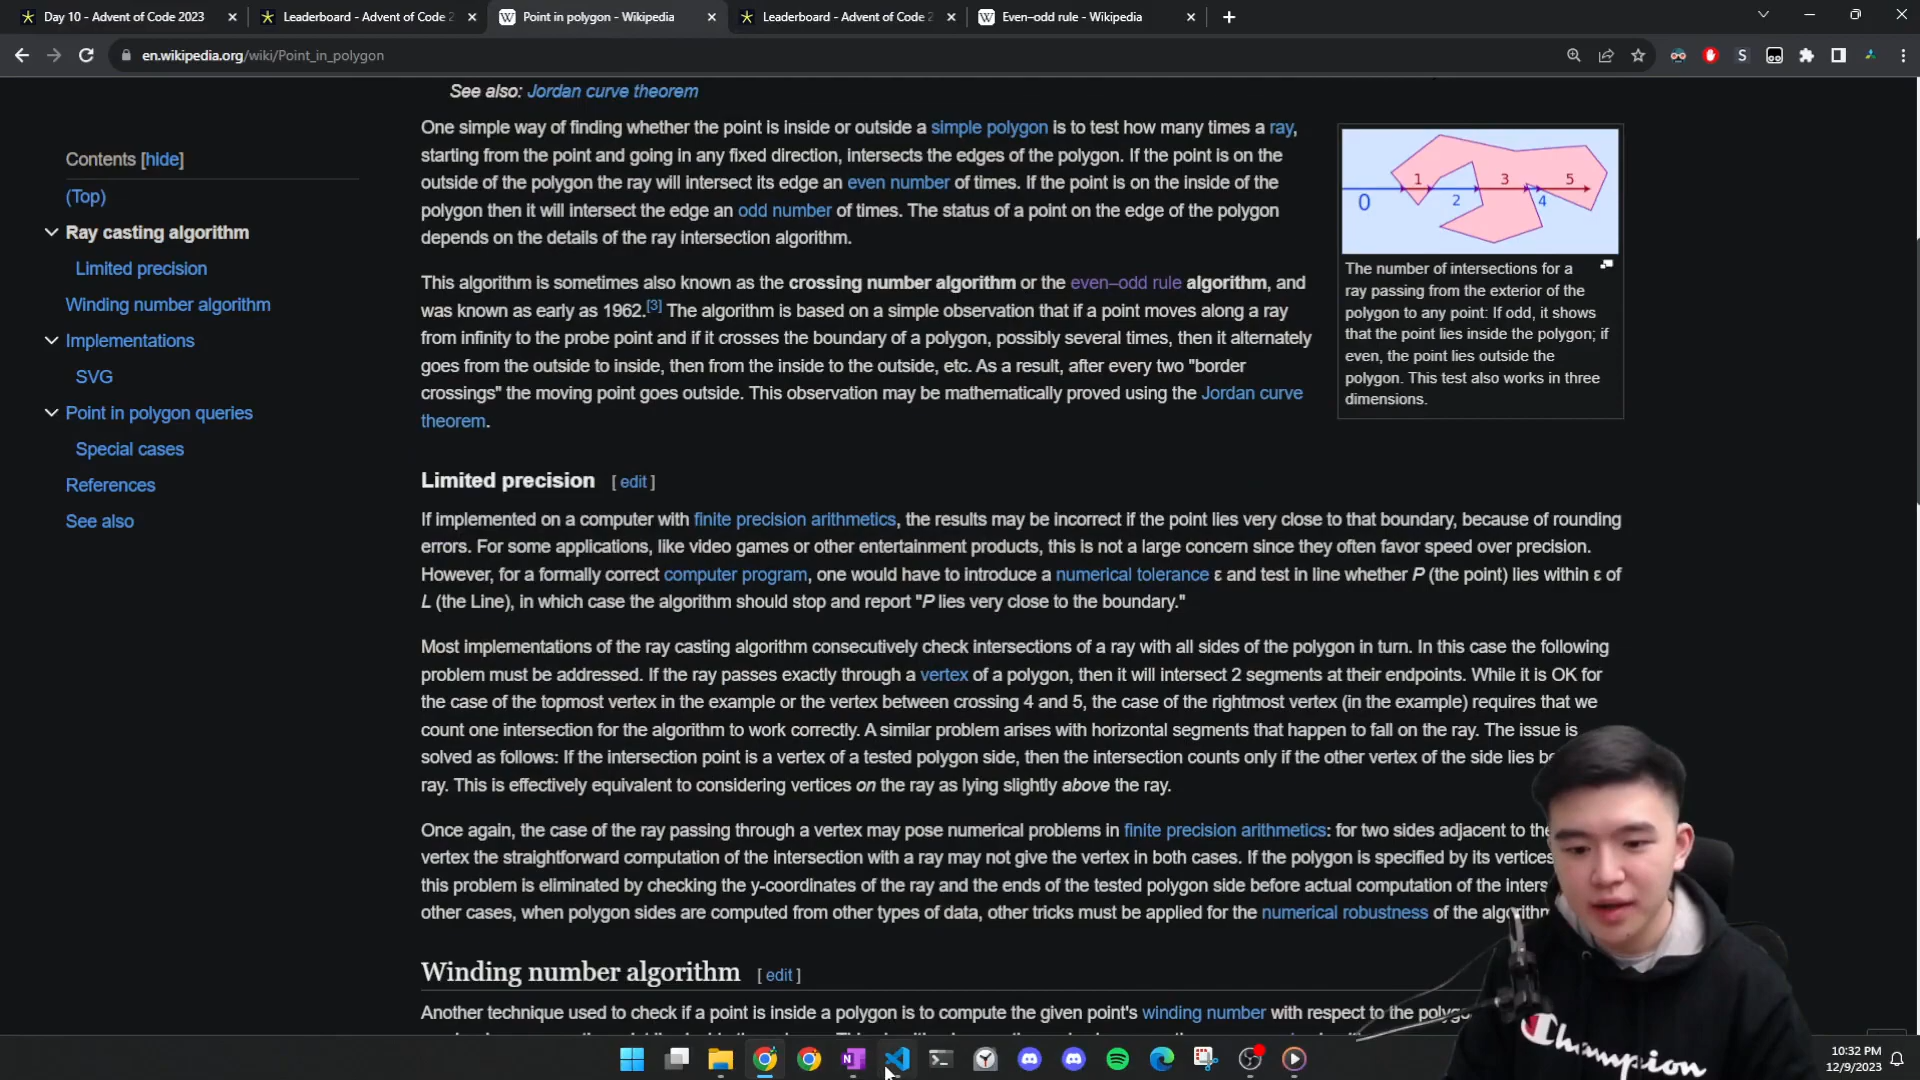 Day 10 - Advent of Code 2023
Leaderboard - Advent of Code 2
Point in polygon - Wikipedia
Leaderboard - Advent of Code 2
Even–odd rule - Wikipedia
en.wikipedia.org/wiki/Point_in_polygon
Contents [hide]
(Top)
Ray casting algorithm
Limited precision
Winding number algorithm
Implementations
SVG
Point in polygon queries
Special cases
References
See also
See also: Jordan curve theorem
One simple way of finding whether the point is inside or outside a simple polygon is to test how many times a ray,
starting from the point and going in any fixed direction, intersects the edges of the polygon. If the point is on the
outside of the polygon the ray will intersect its edge an even number of times. If the point is on the inside of the
polygon then it will intersect the edge an odd number of times. The status of a point on the edge of the polygon
depends on the details of the ray intersection algorithm.
This algorithm is sometimes also known as the crossing number algorithm or the even–odd rule algorithm, and
was known as early as 1962.[3] The algorithm is based on a simple observation that if a point moves along a ray
from infinity to the probe point and if it crosses the boundary of a polygon, possibly several times, then it alternately
goes from the outside to inside, then from the inside to the outside, etc. As a result, after every two "border
crossings" the moving point goes outside. This observation may be mathematically proved using the Jordan curve
theorem.
0 1 2 3 4 5
The number of intersections for a
ray passing from the exterior of the
polygon to any point: If odd, it shows
that the point lies inside the polygon; if
even, the point lies outside the
polygon. This test also works in three
dimensions.
Limited precision [ edit ]
If implemented on a computer with finite precision arithmetics, the results may be incorrect if the point lies very close to that boundary, because of rounding
errors. For some applications, like video games or other entertainment products, this is not a large concern since they often favor speed over precision.
However, for a formally correct computer program, one would have to introduce a numerical tolerance ε and test in line whether P (the point) lies within ε of
L (the Line), in which case the algorithm should stop and report "P lies very close to the boundary."
Most implementations of the ray casting algorithm consecutively check intersections of a ray with all sides of the polygon in turn. In this case the following
problem must be addressed. If the ray passes exactly through a vertex of a polygon, then it will intersect 2 segments at their endpoints. While it is OK for
the case of the topmost vertex in the example or the vertex between crossing 4 and 5, the case of the rightmost vertex (in the example) requires that we
count one intersection for the algorithm to work correctly. A similar problem arises with horizontal segments that happen to fall on the ray. The issue is
solved as follows: If the intersection point is a vertex of a tested polygon side, then the intersection counts only if the other vertex of the side lies be
ray. This is effectively equivalent to considering vertices on the ray as lying slightly above the ray.
Once again, the case of the ray passing through a vertex may pose numerical problems in finite precision arithmetics: for two sides adjacent to the
vertex the straightforward computation of the intersection with a ray may not give the vertex in both cases. If the polygon is specified by its vertices
this problem is eliminated by checking the y-coordinates of the ray and the ends of the tested polygon side before actual computation of the inters
other cases, when polygon sides are computed from other types of data, other tricks must be applied for the numerical robustness of the algorithm
Winding number algorithm [ edit ]
Another technique used to check if a point is inside a polygon is to compute the given point's winding number with respect to the polygo
Champion
10:32 PM
12/9/2023